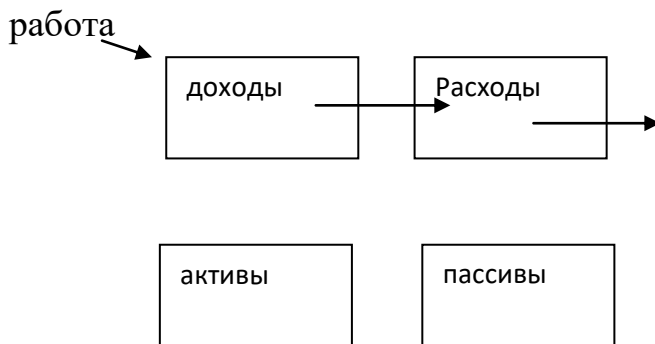 работа
доходы
Расходы
активы
пассивы